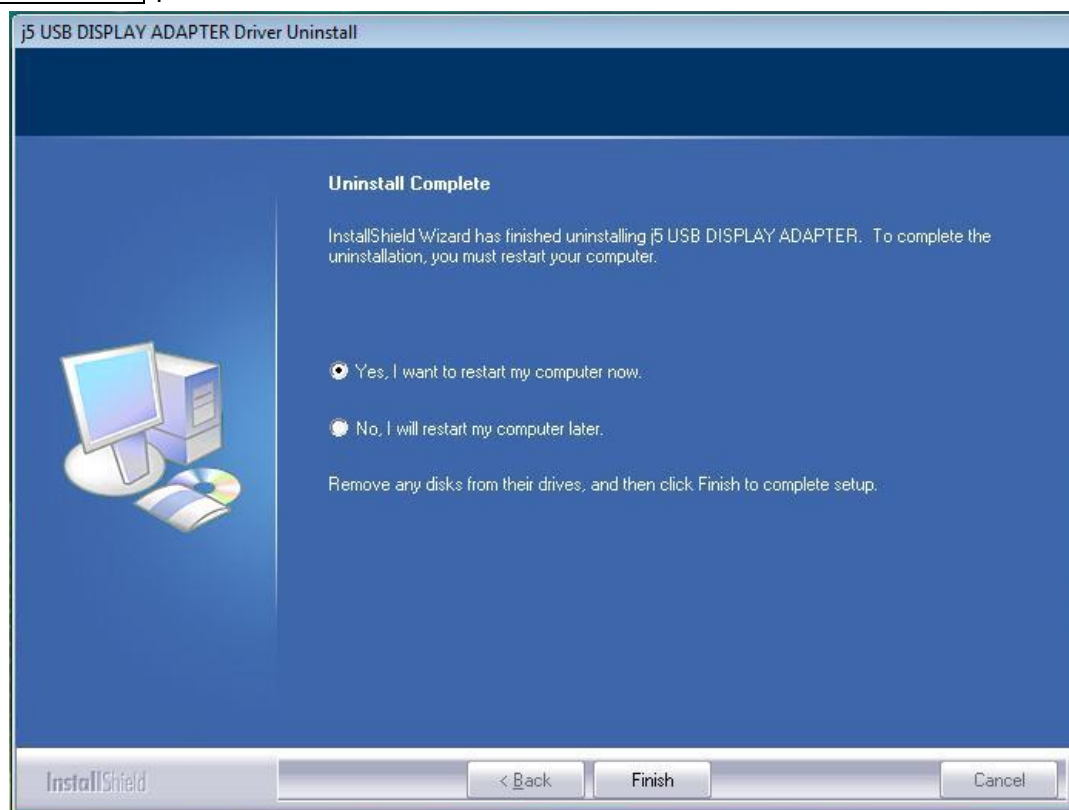 j5 USB DISPLAY ADAPTER Driver Uninstall
Uninstall Complete
InstallShield Wizard has finished uninstalling j5 USB DISPLAY ADAPTER. To complete the
uninstallation, you must restart your computer.
Yes, I want to restart my computer now.
No, I will restart my computer later.
Remove any disks from their drives, and then click Finish to complete setup.
InstallShield
< Back
Finish
Cancel